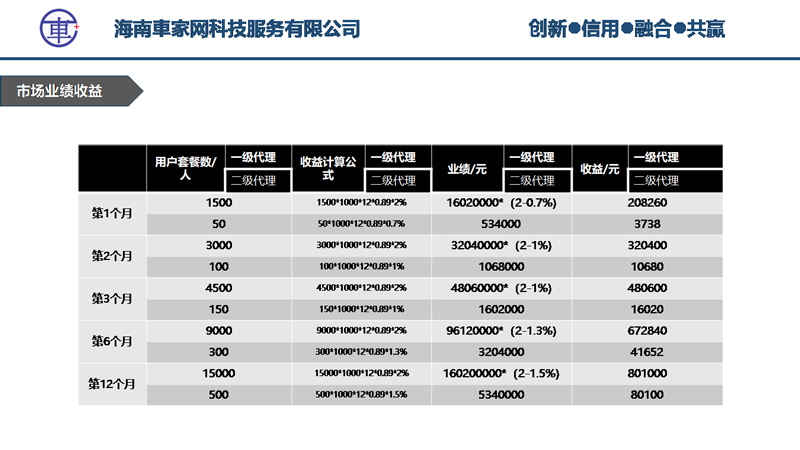 車
海南車家网科技服务有限公司
创新●信用●融合●共赢
市场业绩收益
用户套餐数/人 一级代理 二级代理 收益计算公式 一级代理 二级代理 业绩/元 一级代理 二级代理 收益/元 一级代理 二级代理
第1个月 1500 1500*1000*12*0.89*2% 16020000*（2-0.7%) 208260
50 50*1000*12*0.89*0.7% 534000 3738
第2个月 3000 3000*1000*12*0.89*2% 32040000*（2-1%) 320400
100 100*1000*12*0.89*1% 1068000 10680
第3个月 4500 4500*1000*12*0.89*2% 48060000*（2-1%) 480600
150 150*1000*12*0.89*1% 1602000 16020
第6个月 9000 9000*1000*12*0.89*2% 96120000*（2-1.3%) 672840
300 300*1000*12*0.89*1.3% 3204000 41652
第12个月 15000 15000*1000*12*0.89*2% 160200000*（2-1.5%) 801000
500 500*1000*12*0.89*1.5% 5340000 80100